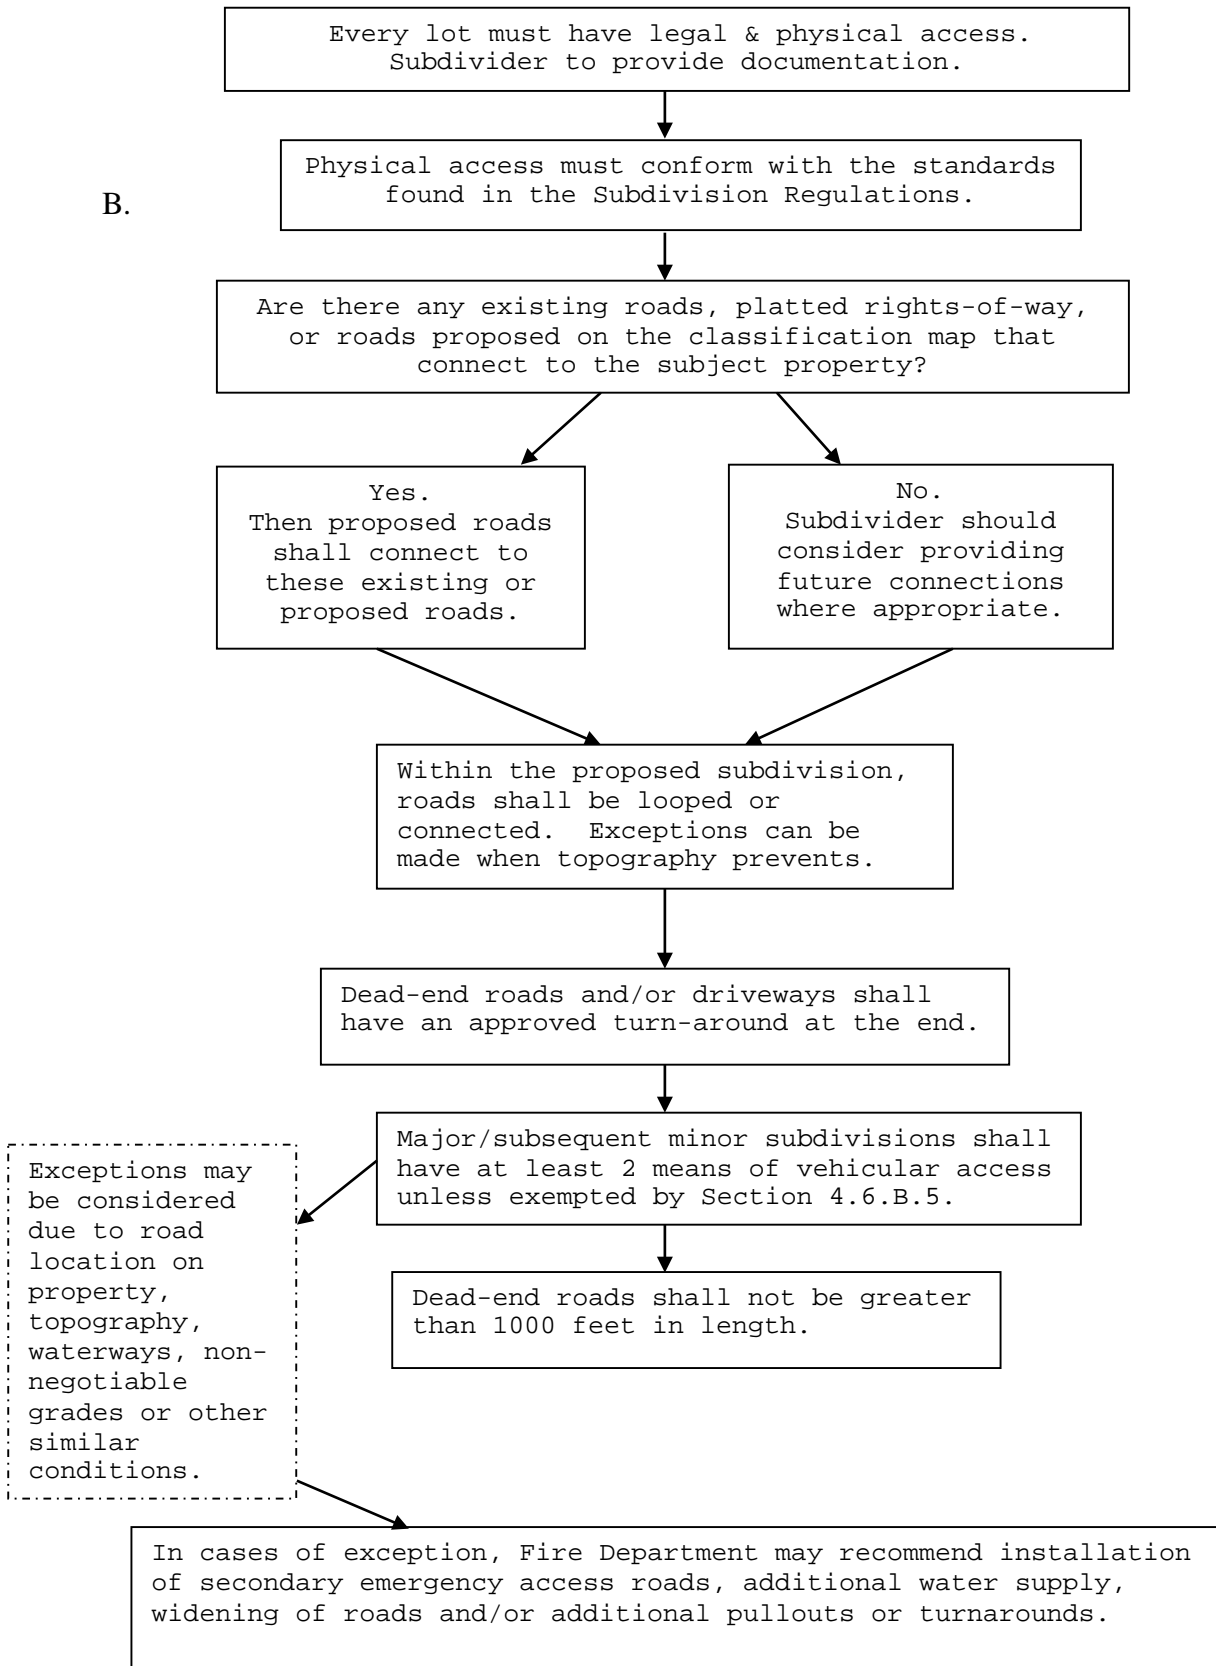 Every lot must have legal & physical access.
Subdivider to provide documentation.
Physical access must conform with the standards
found in the Subdivision Regulations.
B.
Are there any existing roads, platted rights-of-way,
or roads proposed on the classification map that
connect to the subject property?
Yes.
Then proposed roads
shall connect to
these existing or
proposed roads.
No.
Subdivider should
consider providing
future connections
where appropriate.
Within the proposed subdivision,
roads shall be looped or
connected.  Exceptions can be
made when topography prevents.
Dead-end roads and/or driveways shall
have an approved turn-around at the end.
Major/subsequent minor subdivisions shall
have at least 2 means of vehicular access
unless exempted by Section 4.6.B.5.
Exceptions may
be considered
due to road
location on
property,
topography,
waterways, non-
negotiable
grades or other
similar
conditions.
Dead-end roads shall not be greater
than 1000 feet in length.
In cases of exception, Fire Department may recommend installation
of secondary emergency access roads, additional water supply,
widening of roads and/or additional pullouts or turnarounds.